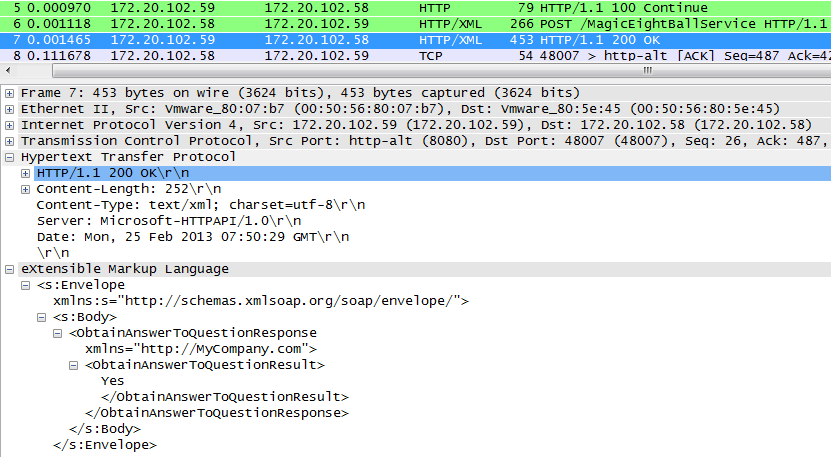 5 0.000970 172.20.102.59 172.20.102.58 HTTP 79 HTTP/1.1 100 Continue
6 0.001118 172.20.102.58 172.20.102.59 HTTP/XML 266 POST /MagicEightBallService HTTP/1.
7 0.001465 172.20.102.59 172.20.102.58 HTTP/XML 453 HTTP/1.1 200 OK
8 0.111678 172.20.102.58 172.20.102.59 TCP 54 48007 > http-alt [ACK] Seq=487 Ack=42
Frame 7: 453 bytes on wire (3624 bits), 453 bytes captured (3624 bits)
Ethernet II, Src: Vmware_80:07:b7 (00:50:56:80:07:b7), Dst: Vmware_80:5e:45 (00:50:56:80:5e:45)
Internet Protocol Version 4, Src: 172.20.102.59 (172.20.102.59), Dst: 172.20.102.58 (172.20.102.58)
Transmission Control Protocol, Src Port: http-alt (8080), Dst Port: 48007 (48007), Seq: 26, Ack: 487,
Hypertext Transfer Protocol
HTTP/1.1 200 OK\r\n
Content-Length: 252\r\n
Content-Type: text/xml; charset=utf-8\r\n
Server: Microsoft-HTTPAPI/1.0\r\n
Date: Mon, 25 Feb 2013 07:50:29 GMT\r\n
\r\n
eXtensible Markup Language
<s:Envelope
xmlns:s="http://schemas.xmlsoap.org/soap/envelope/">
<s:Body>
<ObtainAnswerToQuestionResponse
xmlns="http://MyCompany.com">
<ObtainAnswerToQuestionResult>
Yes
</ObtainAnswerToQuestionResult>
</ObtainAnswerToQuestionResponse>
</s:Body>
</s:Envelope>